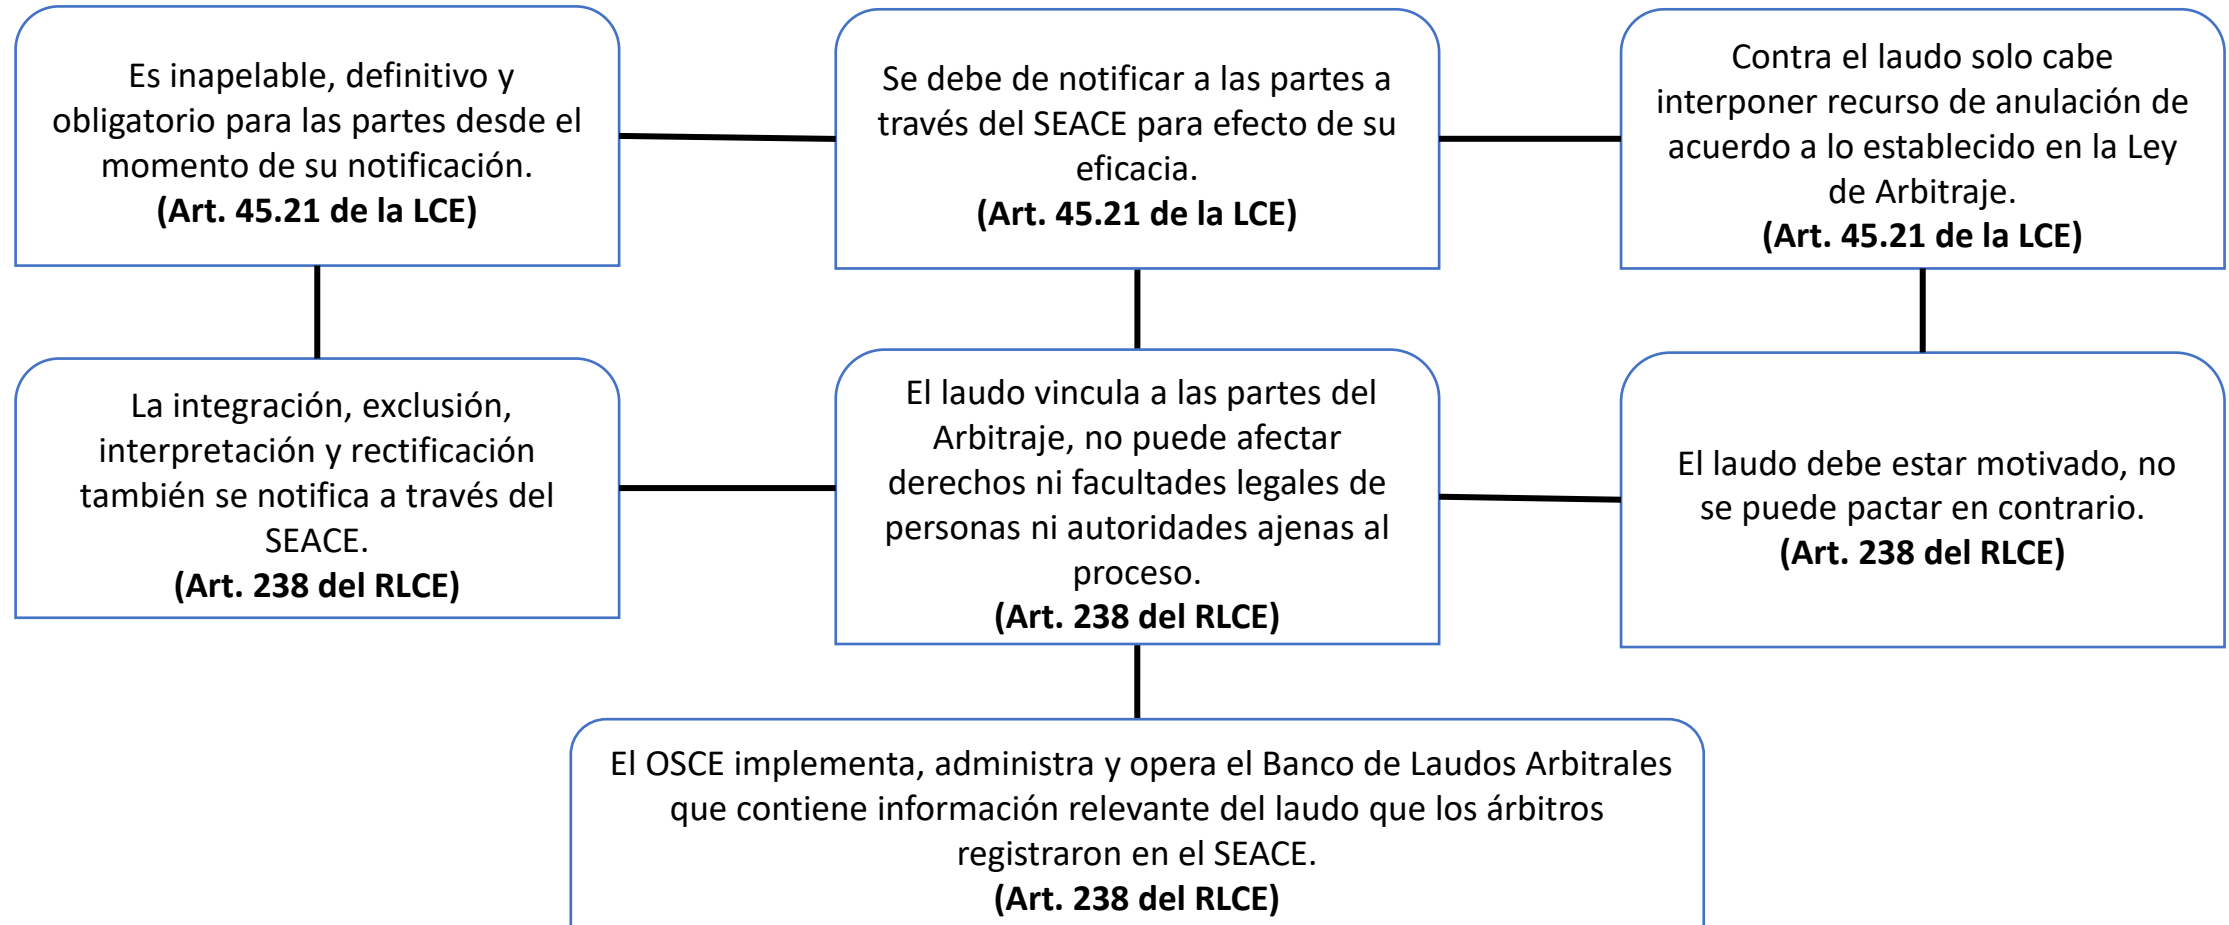 Es inapelable, definitivo y
obligatorio para las partes desde el
momento de su notificación.
(Art. 45.21 de la LCE)
Se debe de notificar a las partes a
través del SEACE para efecto de su
eficacia.
(Art. 45.21 de la LCE)
Contra el laudo solo cabe
interponer recurso de anulación de
acuerdo a lo establecido en la Ley
de Arbitraje.
(Art. 45.21 de la LCE)
La integración, exclusión,
interpretación y rectificación
también se notifica a través del
SEACE.
(Art. 238 del RLCE)
El laudo vincula a las partes del
Arbitraje, no puede afectar
derechos ni facultades legales de
personas ni autoridades ajenas al
proceso.
(Art. 238 del RLCE)
El laudo debe estar motivado, no
se puede pactar en contrario.
(Art. 238 del RLCE)
El OSCE implementa, administra y opera el Banco de Laudos Arbitrales
que contiene información relevante del laudo que los árbitros
registraron en el SEACE.
(Art. 238 del RLCE)